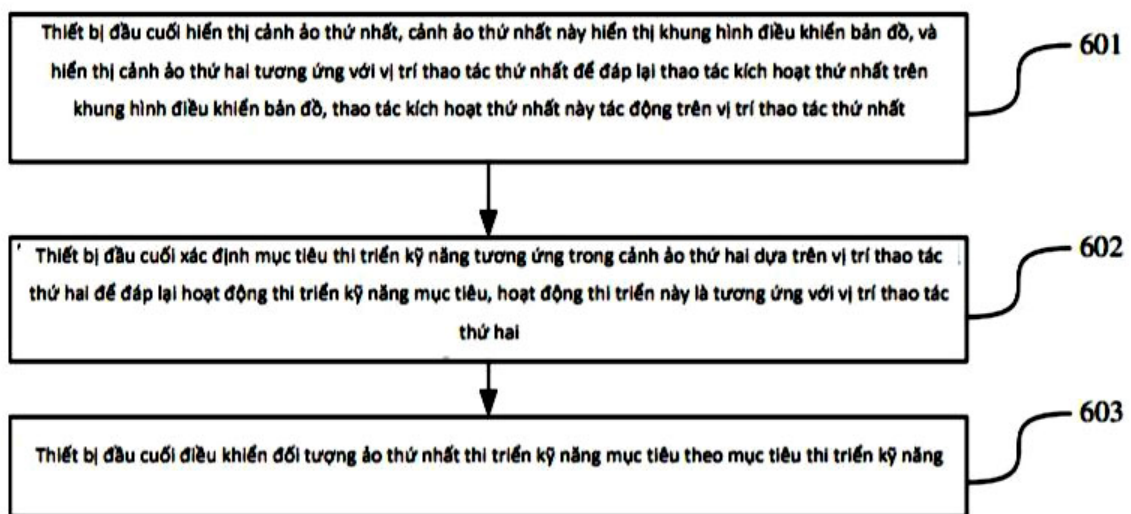 Thiết bị đầu cuối hiển thị cảnh ảo thứ nhất, cảnh ảo thứ nhất này hiển thị khung hình điều khiển bản đồ, và
hiển thị cảnh ảo thứ hai tương ứng với vị trí thao tác thứ nhất để đáp lại thao tác kích hoạt thứ nhất trên
khung hình điều khiển bản đồ, thao tác kích hoạt thứ nhất này tác động trên vị trí thao tác thứ nhất
601
Thiết bị đầu cuối xác định mục tiêu thi triển kỹ năng tương ứng trong cảnh ảo thứ hai dựa trên vị trí thao tác
thứ hai để đáp lại hoạt động thi triển kỹ năng mục tiêu, hoạt động thi triển này là tương ứng với vị trí thao tác
thứ hai
602
Thiết bị đầu cuối điều khiển đối tượng ảo thứ nhất thi triển kỹ năng mục tiêu theo mục tiêu thi triển kỹ năng
603